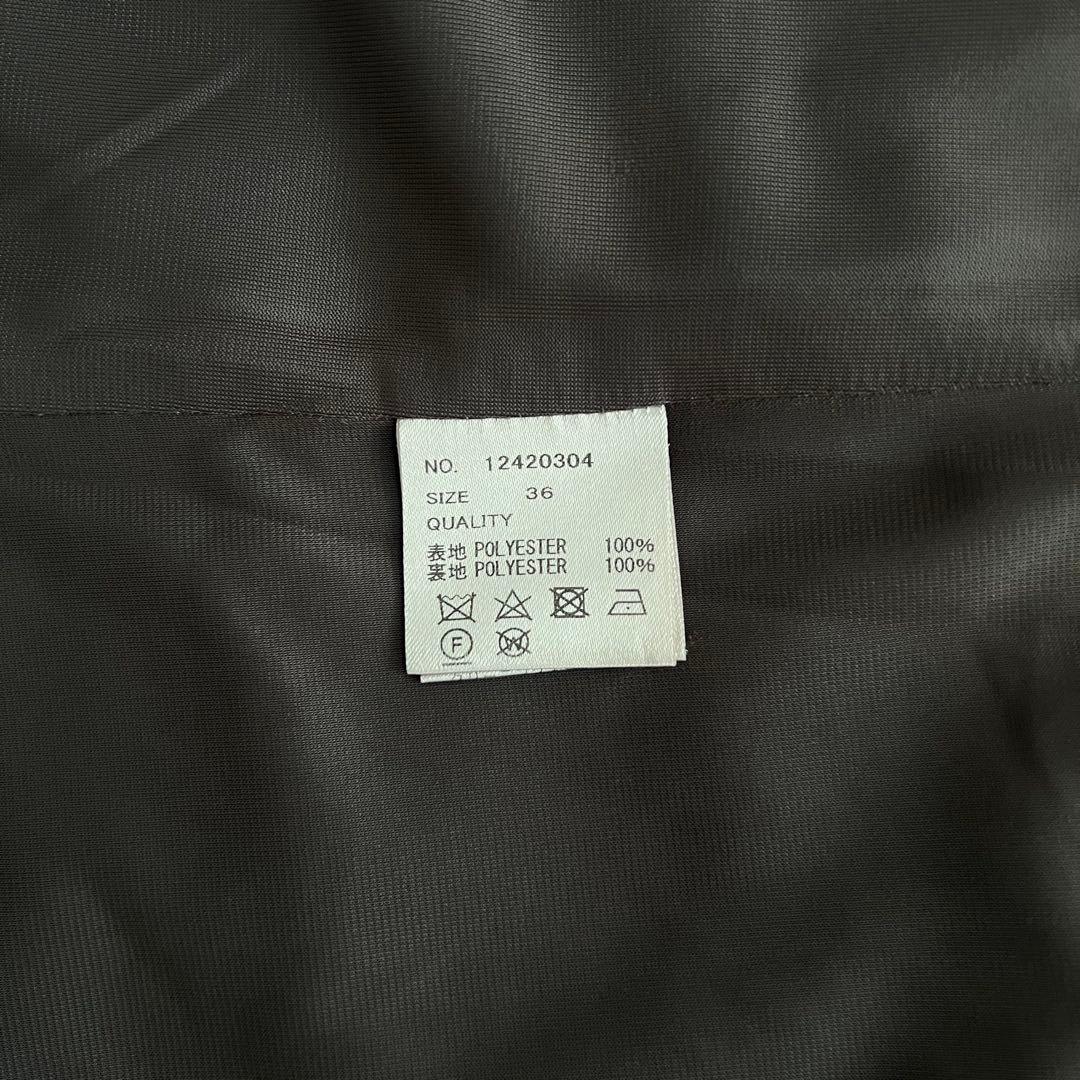 NO. 12420304
SIZE 36
QUALITY
表地 POLYESTER 100%
裏地 POLYESTER 100%
F W